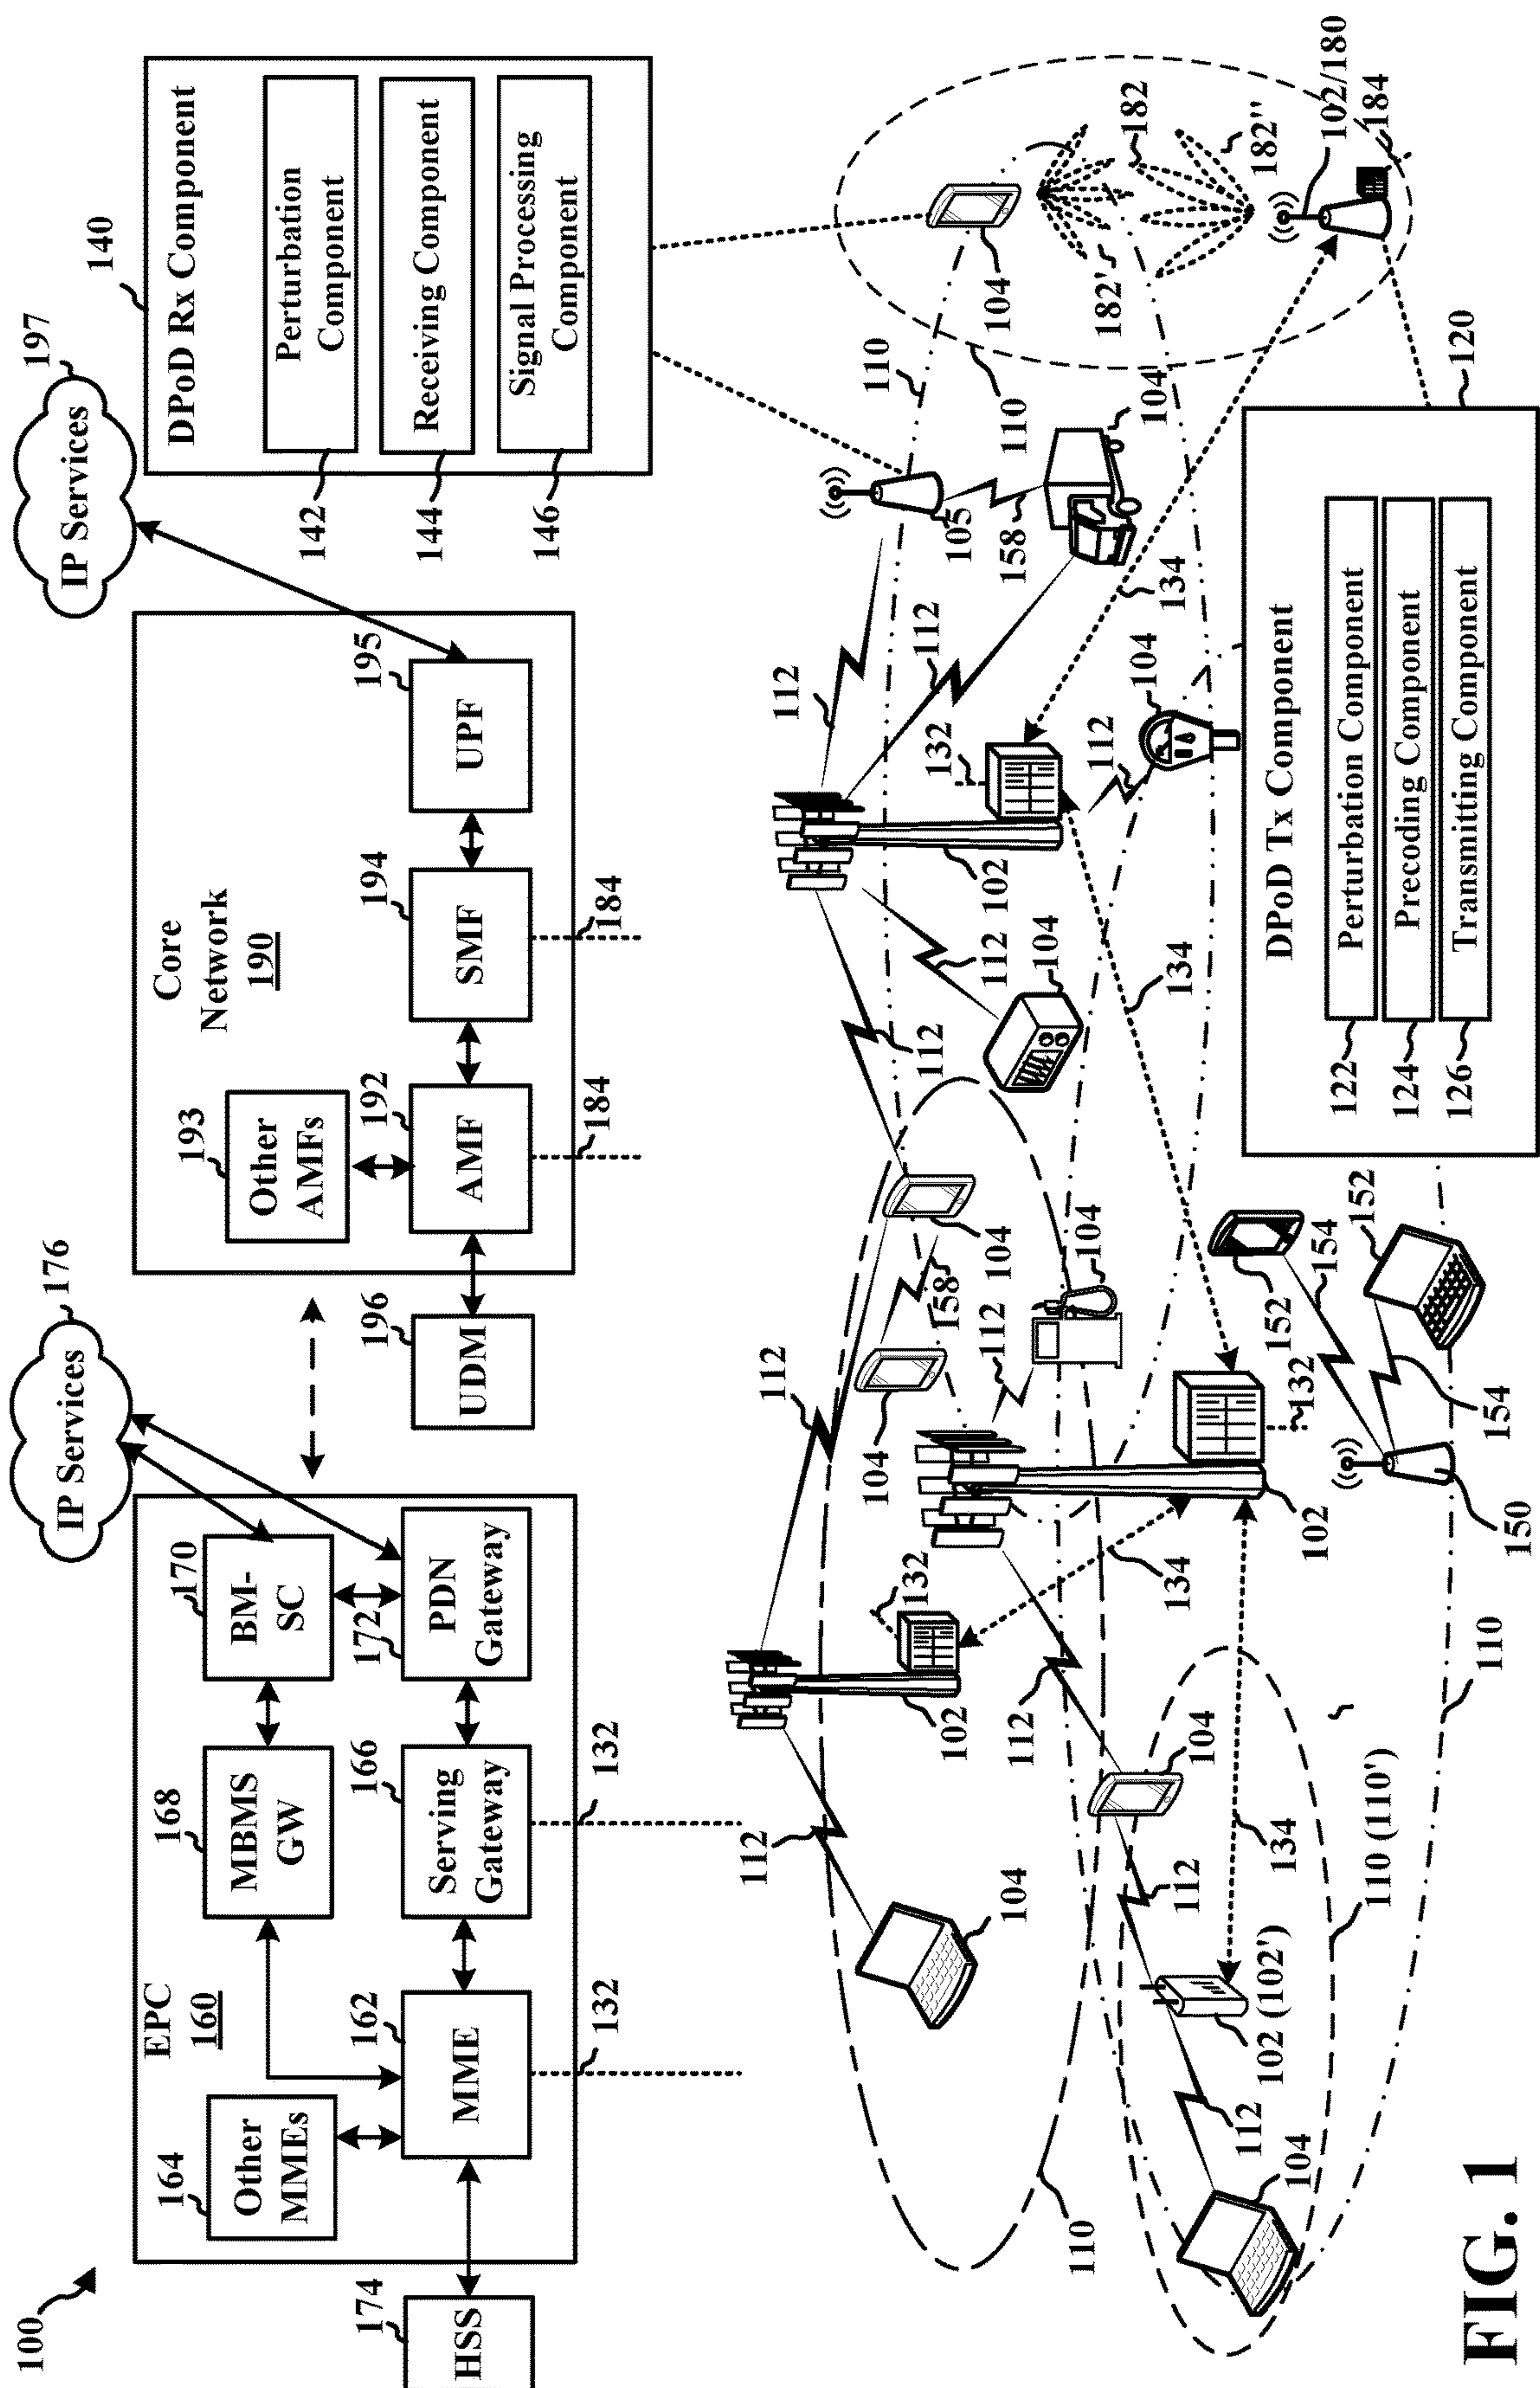 100
EPC
160
174
HSS
164
Other
MMEs
162
MME
132
168
MBMS
GW
166
Serving
Gateway
132
170
BM-
SC
172
PDN
Gateway
176
IP Services
196
UDM
Core
Network
190
193
Other
AMFs
192
AMF
184
194
SMF
184
195
UPF
197
IP Services
140
DPoD Rx Component
142
Perturbation
Component
144
Receiving Component
146
Signal Processing
Component
112
104
110
102
132
112
134
112
104
104
158
104
112
104
112
112
104
102
132
112
112
112
104
134
105
158
104
110
110
104
182'
182
182''
102/180
184
134
112
104
112
102 (102')
112
104
134
110 (110')
110
102
132
150
154
152
154
152
120
DPoD Tx Component
122
Perturbation Component
124
Precoding Component
126
Transmitting Component
FIG. 1